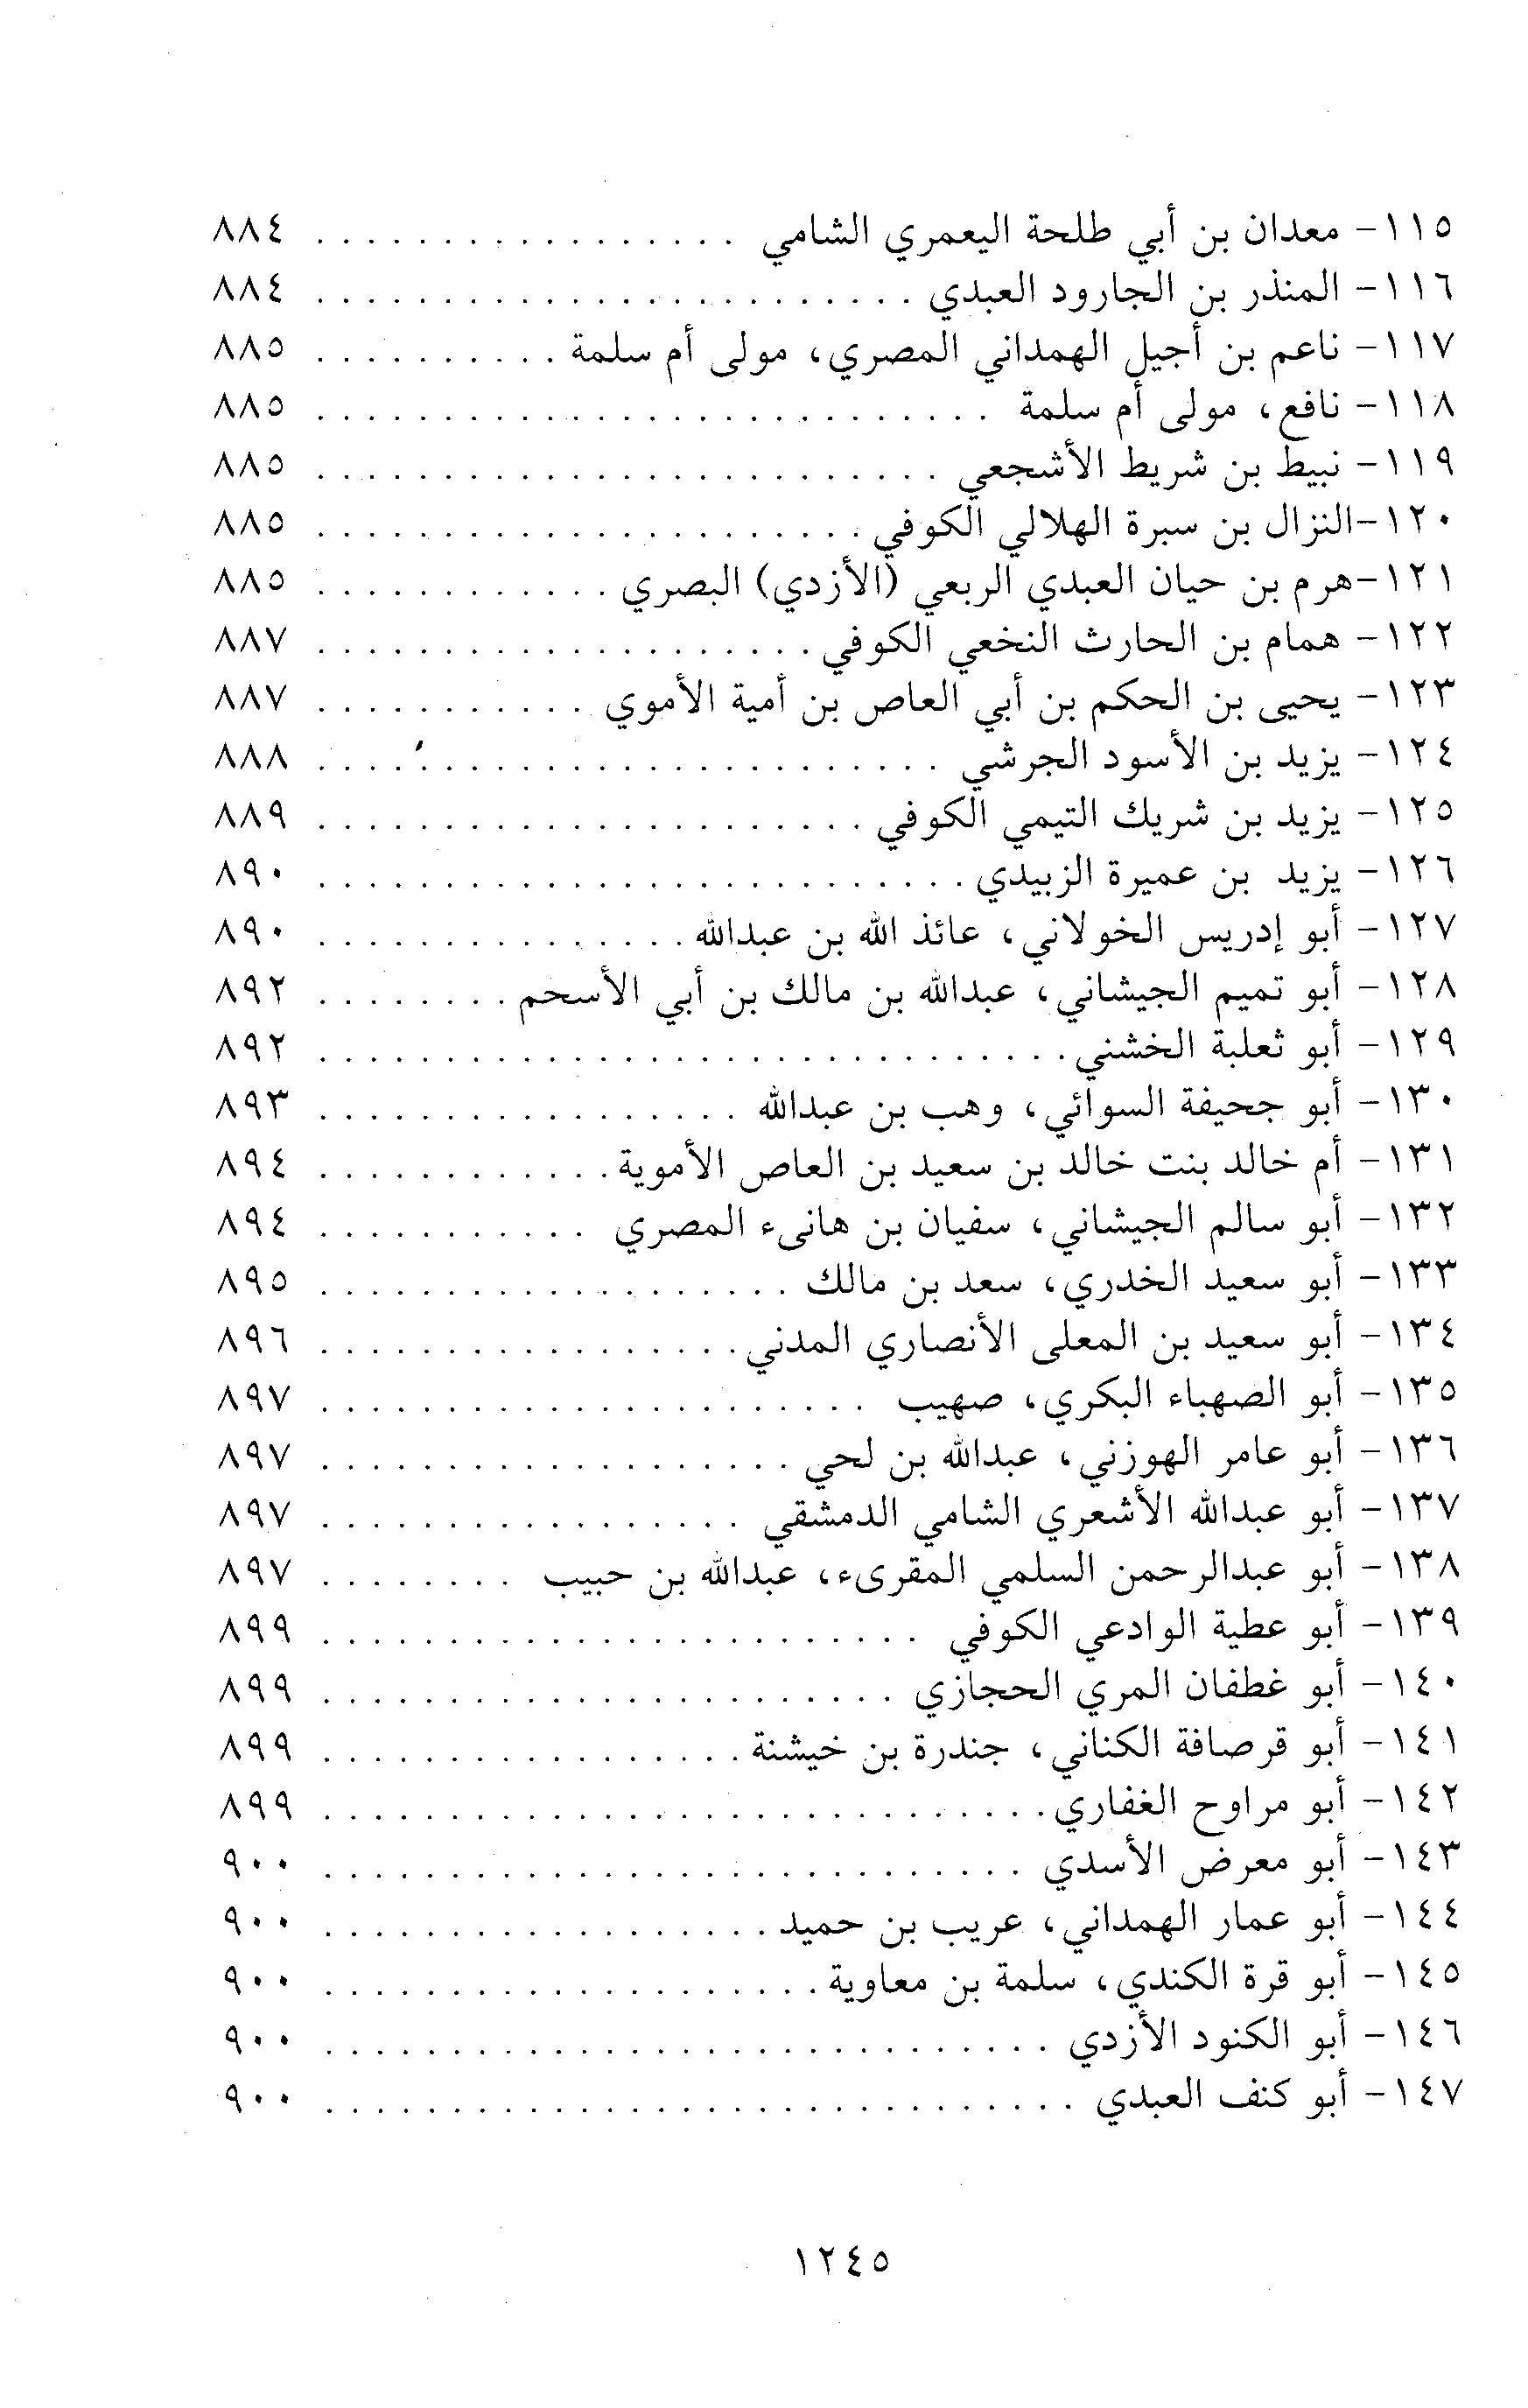 ١١٥- معدان بن أبي طلحة اليعمري الشامي . . . . . . . . . . . . . . . . . ٨٨٤
١١٦- المنذر بن الجارود العبدي . . . . . . . . . . . . . . . . . . . . . . . . ٨٨٤
١١٧- ناعم بن أجيل الهمداني المصري، مولى أم سلمة . . . . . . . . . . ٨٨٥
١١٨- نافع، مولى أم سلمة . . . . . . . . . . . . . . . . . . . . . . . . . . . ٨٨٥
١١٩- نبيط بن شريط الأشجعي . . . . . . . . . . . . . . . . . . . . . . . . . ٨٨٥
١٢٠-النزال بن سبرة الهلالي الكوفي . . . . . . . . . . . . . . . . . . . . . . ٨٨٥
١٢١-هرم بن حيان العبدي الربعي (الأزدي) البصري . . . . . . . . . . . . ٨٨٥
١٢٢- همام بن الحارث النخعي الكوفي . . . . . . . . . . . . . . . . . . . . ٨٨٧
١٢٣- يحيى بن الحكم بن أبي العاص بن أمية الأموي . . . . . . . . . . . ٨٨٧
١٢٤- يزيد بن الأسود الجرشي . . . . . . . . . . . . . . . . . . . . . . . . . ٨٨٨
١٢٥- يزيد بن شريك التيمي الكوفي . . . . . . . . . . . . . . . . . . . . . . ٨٨٩
١٢٦- يزيد بن عميرة الزبيدي . . . . . . . . . . . . . . . . . . . . . . . . . . ٨٩٠
١٢٧- أبو إدريس الخولاني، عائذ الله بن عبدالله . . . . . . . . . . . . . . . ٨٩٠
١٢٨- أبو تميم الجيشاني، عبدالله بن مالك بن أبي الأسحم . . . . . . . . ٨٩٢
١٢٩- أبو ثعلبة الخشني . . . . . . . . . . . . . . . . . . . . . . . . . . . . . . ٨٩٢
١٣٠- أبو جحيفة السوائي، وهب بن عبدالله . . . . . . . . . . . . . . . . . ٨٩٣
١٣١- أم خالد بنت خالد بن سعيد بن العاص الأموية . . . . . . . . . . . . ٨٩٤
١٣٢- أبو سالم الجيشاني، سفيان بن هانىء المصري . . . . . . . . . . . ٨٩٤
١٣٣- أبو سعيد الخدري، سعد بن مالك . . . . . . . . . . . . . . . . . . . ٨٩٥
١٣٤- أبو سعيد بن المعلى الأنصاري المدني . . . . . . . . . . . . . . . . . ٨٩٦
١٣٥- أبو الصهباء البكري، صهيب . . . . . . . . . . . . . . . . . . . . . . ٨٩٧
١٣٦- أبو عامر الهوزني، عبدالله بن لحي . . . . . . . . . . . . . . . . . . . ٨٩٧
١٣٧- أبو عبدالله الأشعري الشامي الدمشقي . . . . . . . . . . . . . . . . . ٨٩٧
١٣٨- أبو عبدالرحمن السلمي المقرىء، عبدالله بن حبيب . . . . . . . . ٨٩٧
١٣٩- أبو عطية الوادعي الكوفي . . . . . . . . . . . . . . . . . . . . . . . . ٨٩٩
١٤٠- أبو غطفان المري الحجازي . . . . . . . . . . . . . . . . . . . . . . . ٨٩٩
١٤١- أبو قرصافة الكناني، جندرة بن خيشنة . . . . . . . . . . . . . . . . . ٨٩٩
١٤٢- أبو مراوح الغفاري . . . . . . . . . . . . . . . . . . . . . . . . . . . . . ٨٩٩
١٤٣- أبو معرض الأسدي . . . . . . . . . . . . . . . . . . . . . . . . . . . . ٩٠٠
١٤٤- أبو عمار الهمداني، عريب بن حميد . . . . . . . . . . . . . . . . . . ٩٠٠
١٤٥- أبو قرة الكندي، سلمة بن معاوية . . . . . . . . . . . . . . . . . . . . ٩٠٠
١٤٦- أبو الكنود الأزدي . . . . . . . . . . . . . . . . . . . . . . . . . . . . . ٩٠٠
١٤٧- أبو كنف العبدي . . . . . . . . . . . . . . . . . . . . . . . . . . . . . . ٩٠٠
١٢٤٥